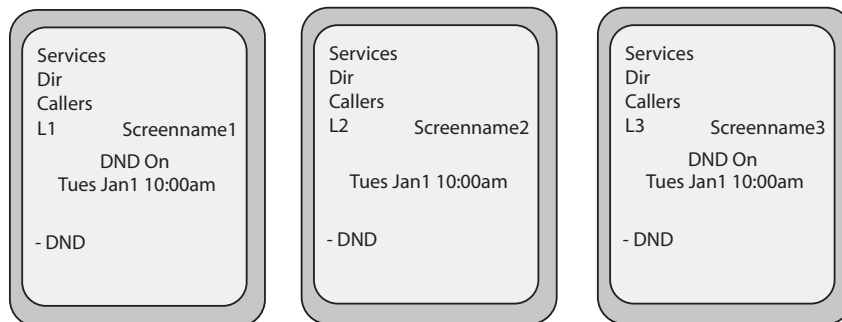 Services
Dir
Callers
L1 Screenname1
DND On
Tues Jan1 10:00am
- DND
Services
Dir
Callers
L2 Screenname2
Tues Jan1 10:00am
- DND
Services
Dir
Callers
L3 Screenname3
DND On
Tues Jan1 10:00am
- DND